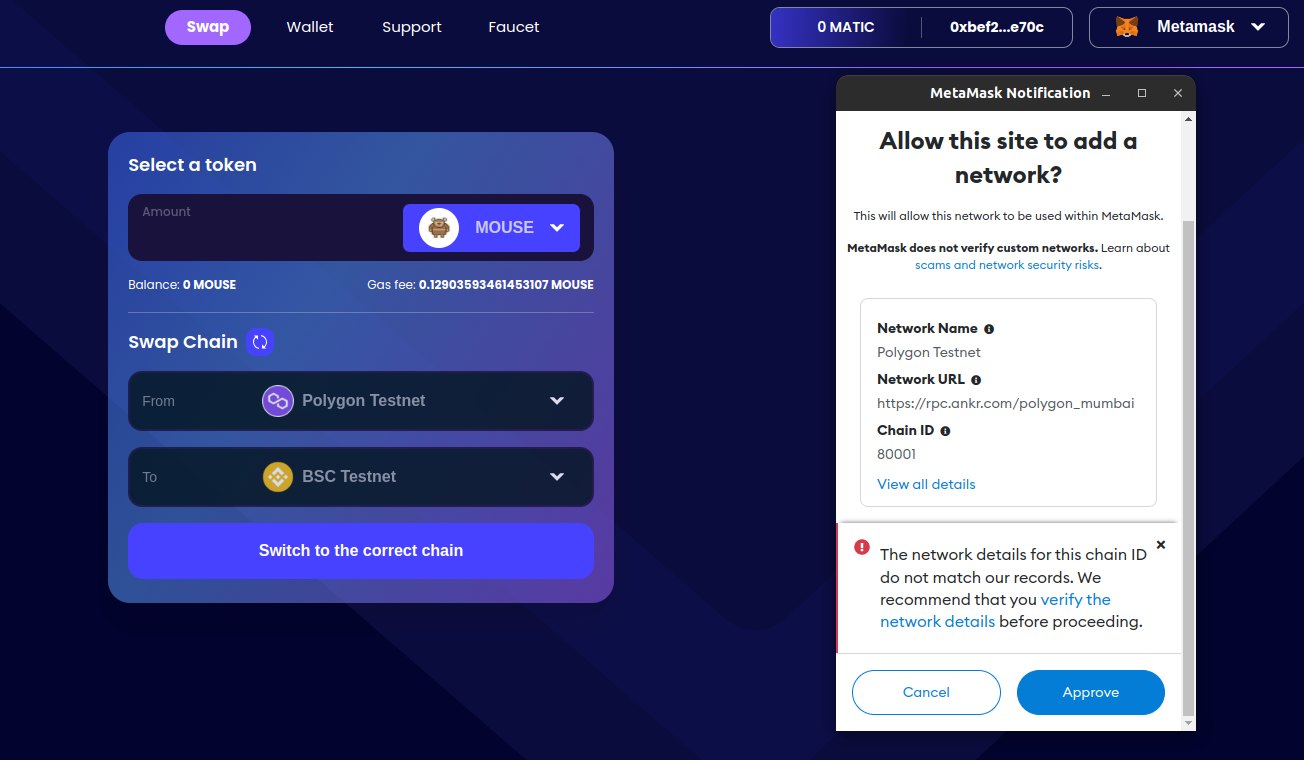 Swap Wallet Support Faucet 0 MATIC 0xbef2...e70c Metamask
Select a token
Amount
MOUSE
Balance: 0 MOUSE Gas fee: 0.12903593461453107 MOUSE
Swap Chain
From Polygon Testnet
To BSC Testnet
Switch to the correct chain
MetaMask Notification
Allow this site to add a
network?
This will allow this network to be used within MetaMask.
MetaMask does not verify custom networks. Learn about
scams and network security risks.
Network Name
Polygon Testnet
Network URL
https://rpc.ankr.com/polygon_mumbai
Chain ID
80001
View all details
The network details for this chain ID
do not match our records. We
recommend that you verify the
network details before proceeding.
Cancel Approve